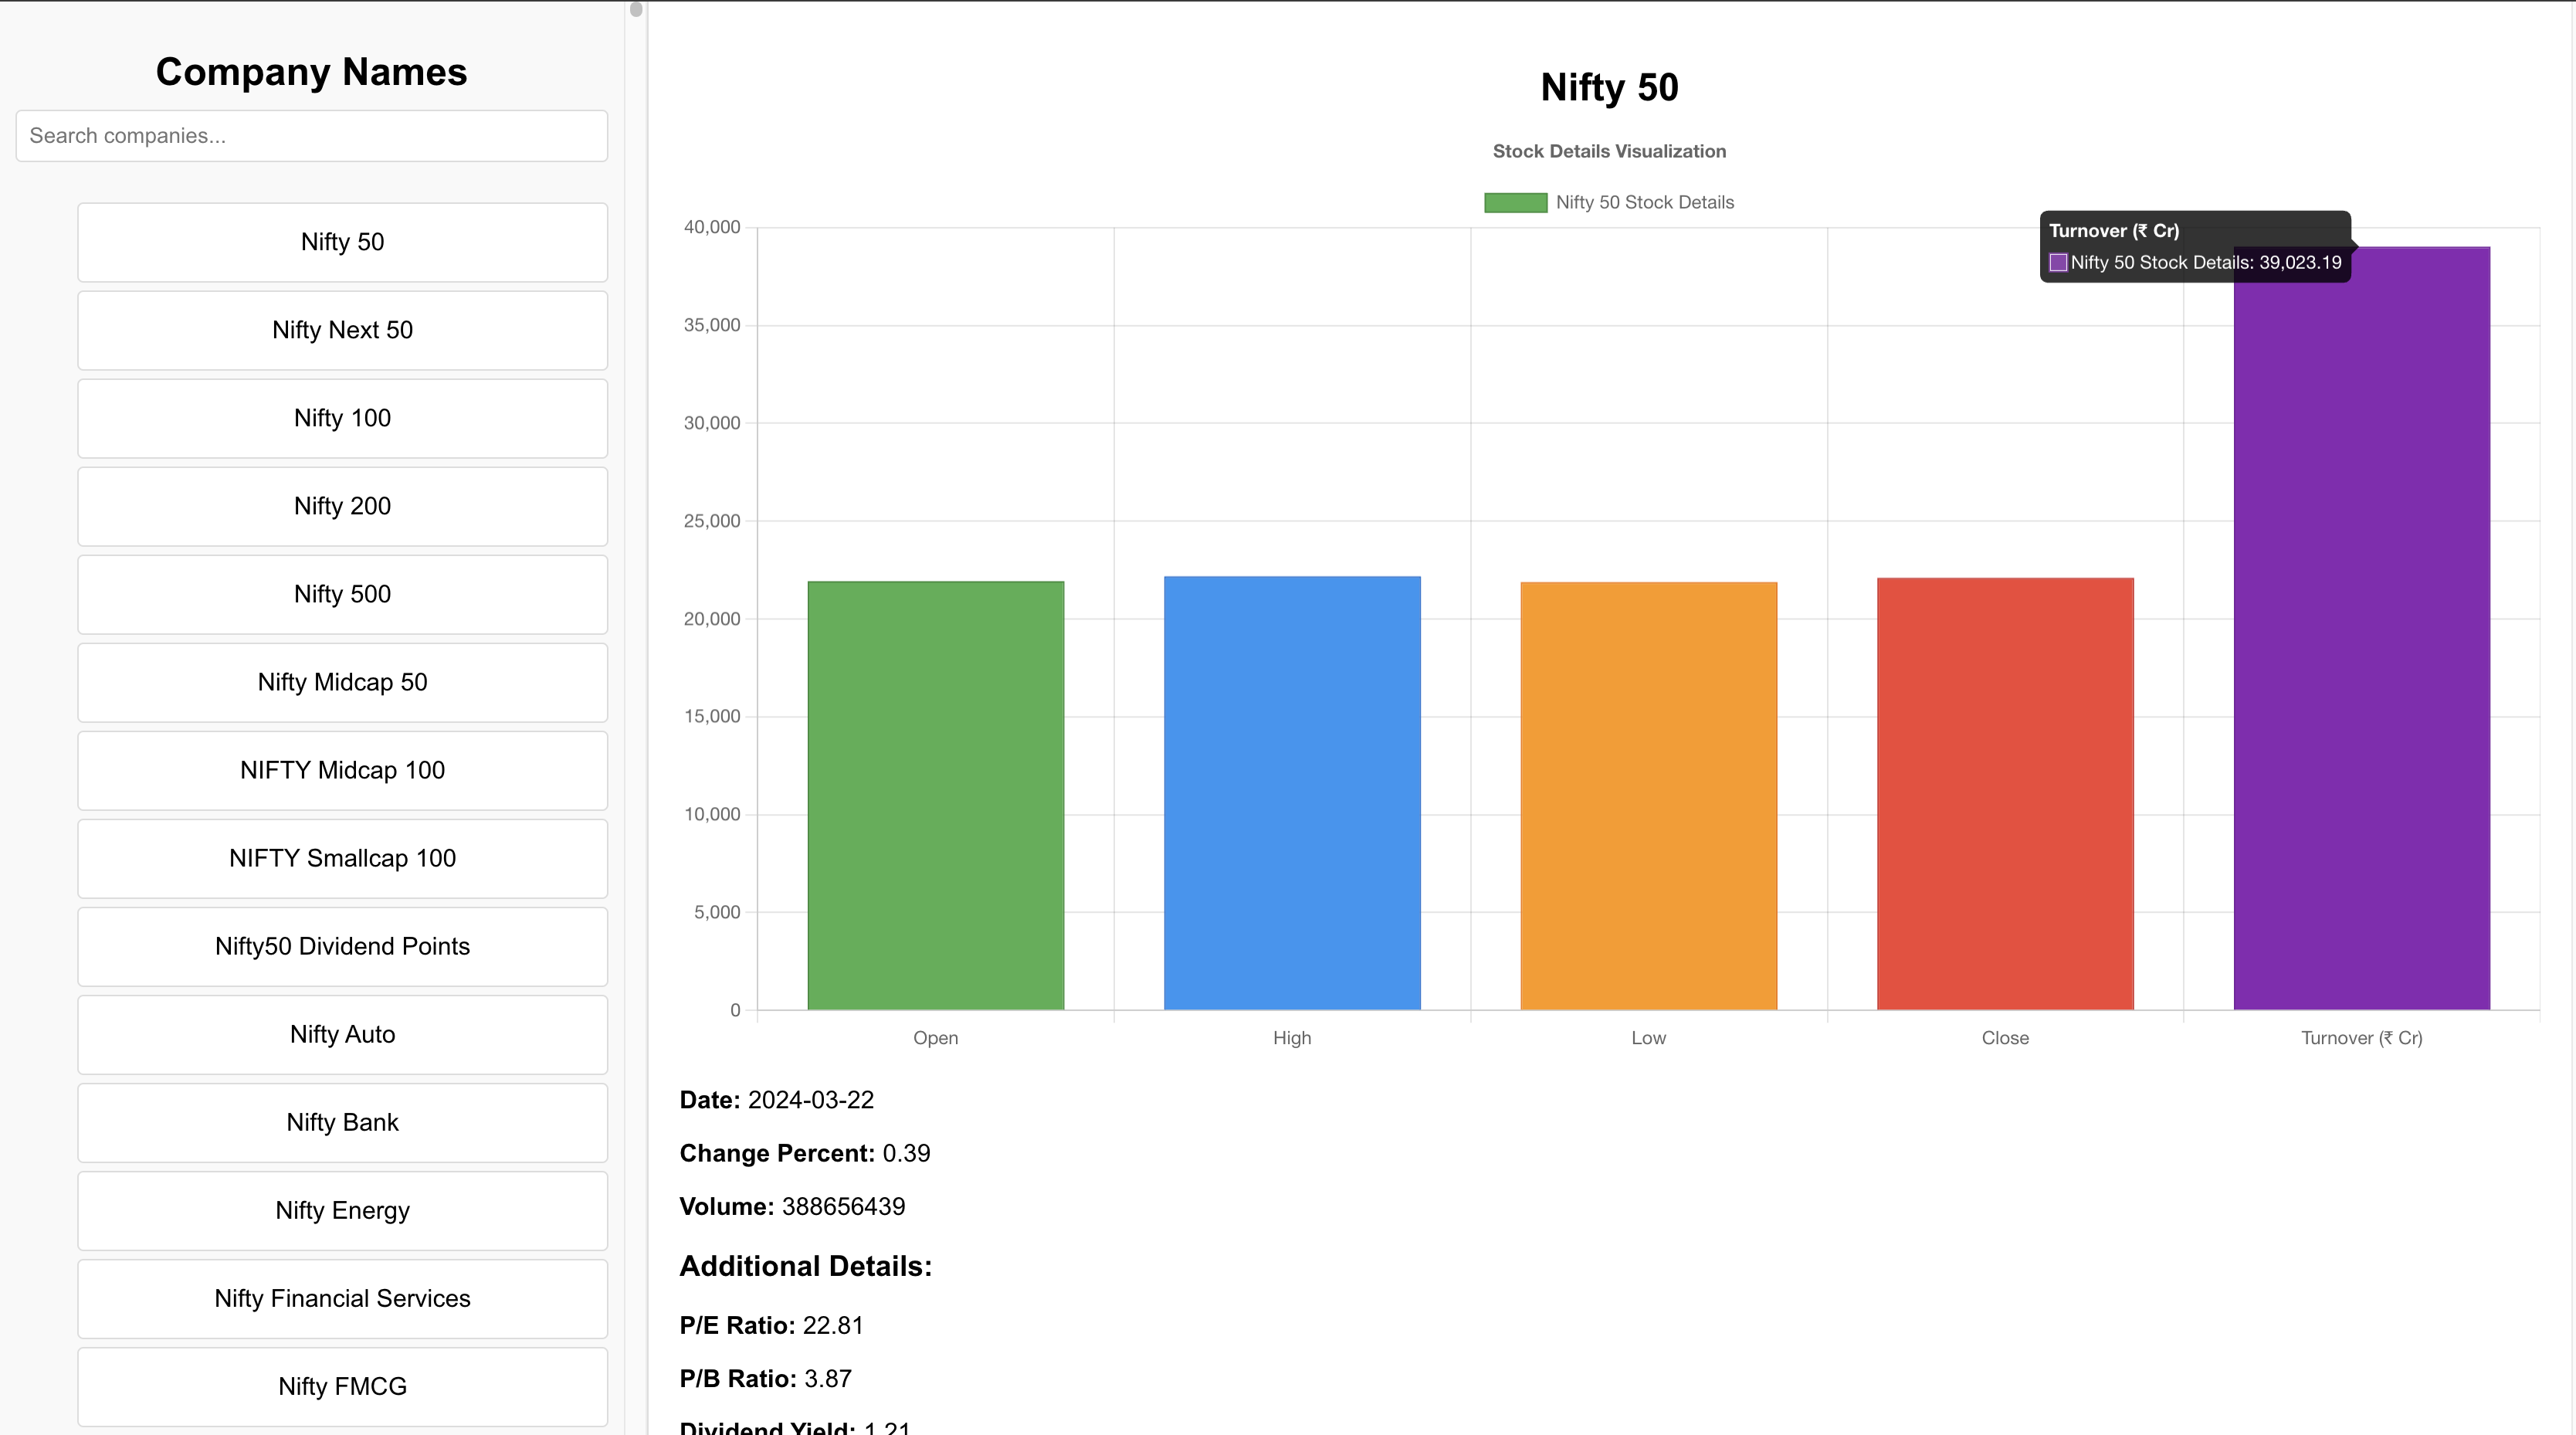 Company Names
Search companies...
Nifty 50
Nifty Next 50
Nifty 100
Nifty 200
Nifty 500
Nifty Midcap 50
NIFTY Midcap 100
NIFTY Smallcap 100
Nifty50 Dividend Points
Nifty Auto
Nifty Bank
Nifty Energy
Nifty Financial Services
Nifty FMCG
Nifty 50
Stock Details Visualization
Nifty 50 Stock Details
40,000
35,000
30,000
25,000
20,000
15,000
10,000
5,000
0
Turnover (₹ Cr)
Nifty 50 Stock Details: 39,023.19
Open High Low Close Turnover (₹ Cr)
Date: 2024-03-22
Change Percent: 0.39
Volume: 388656439
Additional Details:
P/E Ratio: 22.81
P/B Ratio: 3.87
Dividend Yield: 1.21